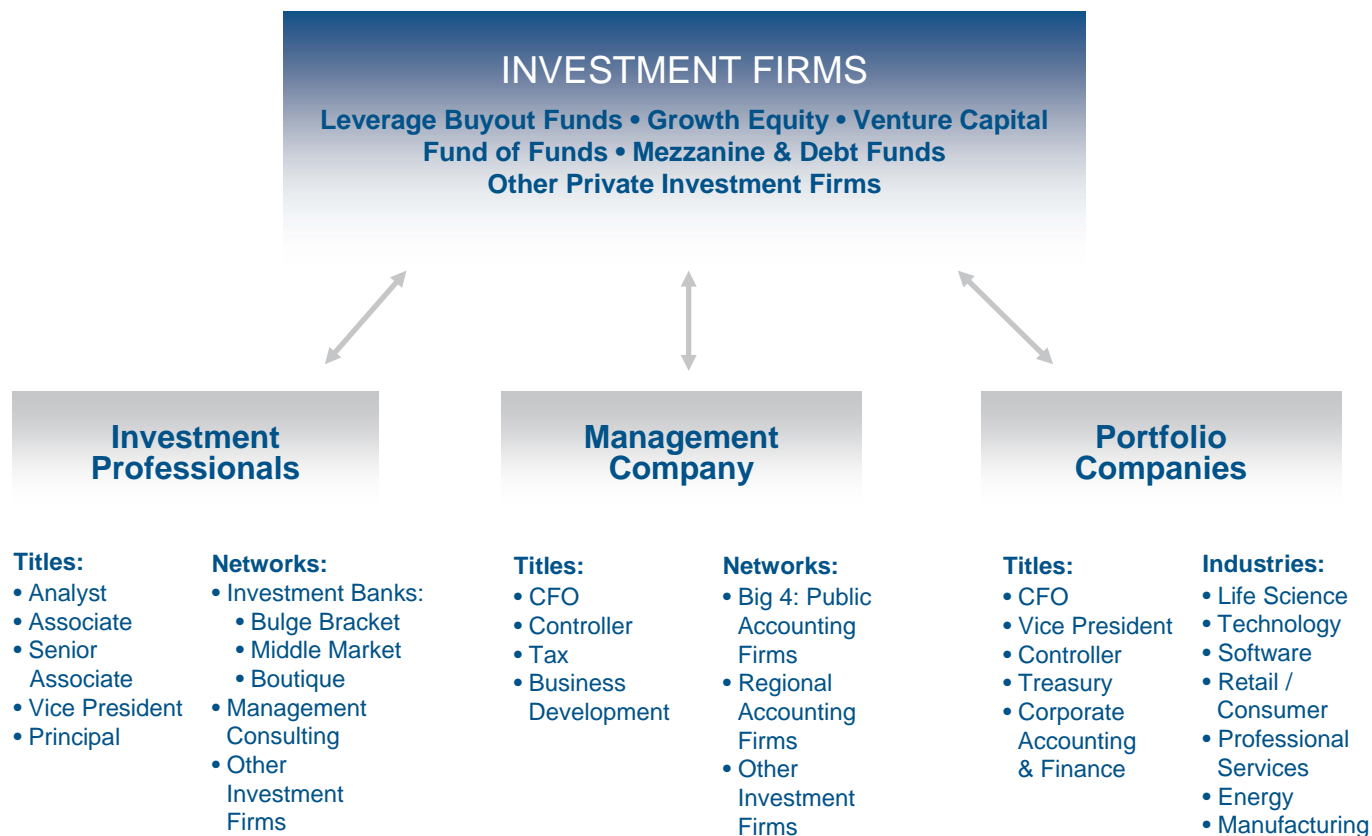 INVESTMENT FIRMS
Leverage Buyout Funds • Growth Equity • Venture Capital
Fund of Funds • Mezzanine & Debt Funds
Other Private Investment Firms
Investment
Professionals
Titles:
• Analyst
• Associate
• Senior
Associate
• Vice President
• Principal
Networks:
• Investment Banks:
• Bulge Bracket
• Middle Market
• Boutique
• Management
Consulting
• Other
Investment
Firms
Management
Company
Titles:
• CFO
• Controller
• Tax
• Business
Development
Networks:
• Big 4: Public
Accounting
Firms
• Regional
Accounting
Firms
• Other
Investment
Firms
Portfolio
Companies
Titles:
• CFO
• Vice President
• Controller
• Treasury
• Corporate
Accounting
& Finance
Industries:
• Life Science
• Technology
• Software
• Retail /
Consumer
• Professional
Services
• Energy
• Manufacturing